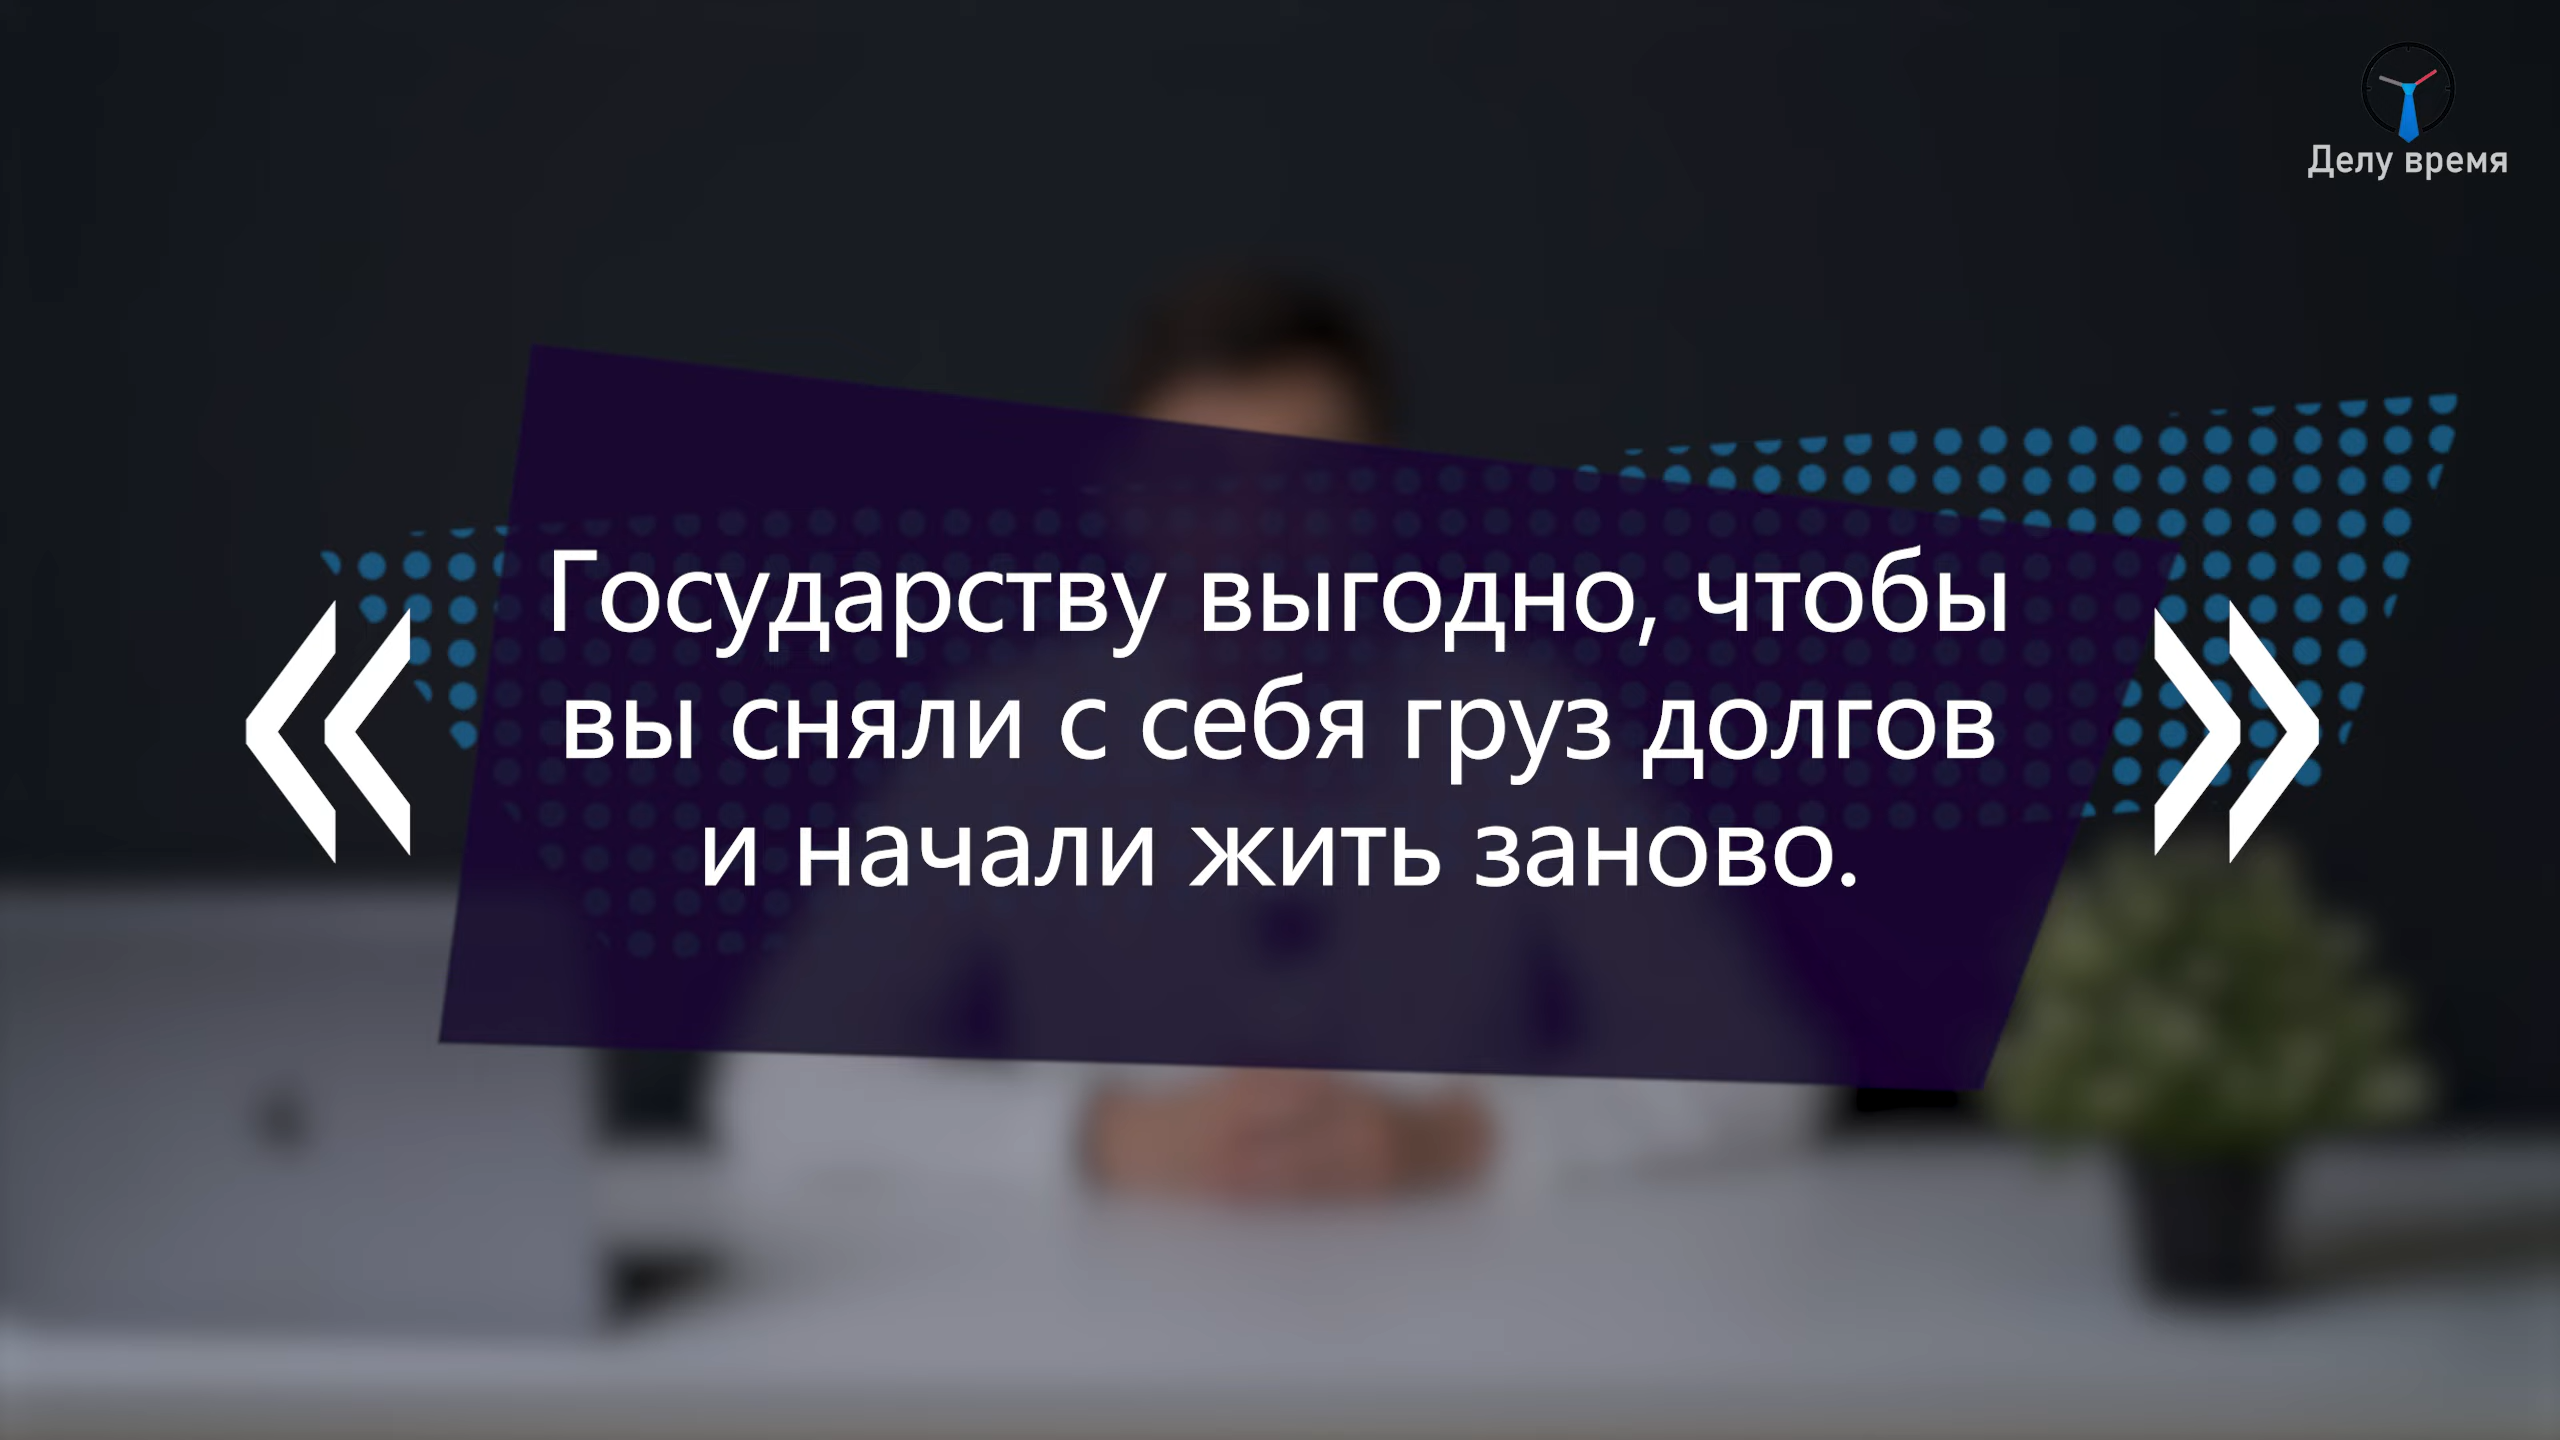 Делу время
« Государству выгодно, чтобы
вы сняли с себя груз долгов
и начали жить заново. »